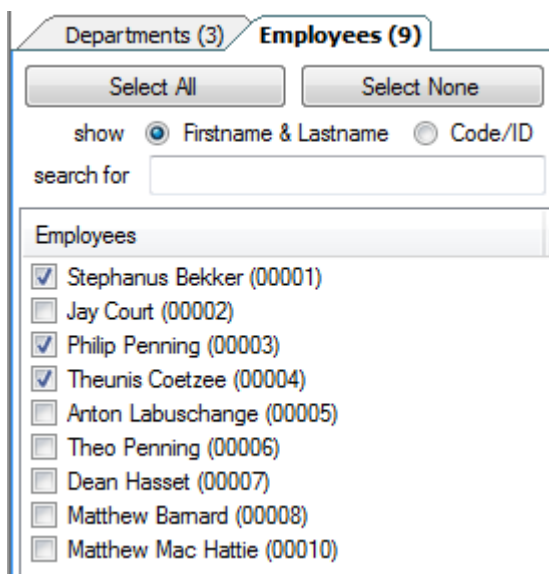 Departments (3) Employees (9)
Select All Select None
show Firstname & Lastname Code/ID
search for
Employees
Stephanus Bekker (00001)
Jay Court (00002)
Philip Penning (00003)
Theunis Coetzee (00004)
Anton Labuschange (00005)
Theo Penning (00006)
Dean Hasset (00007)
Matthew Barnard (00008)
Matthew Mac Hattie (00010)